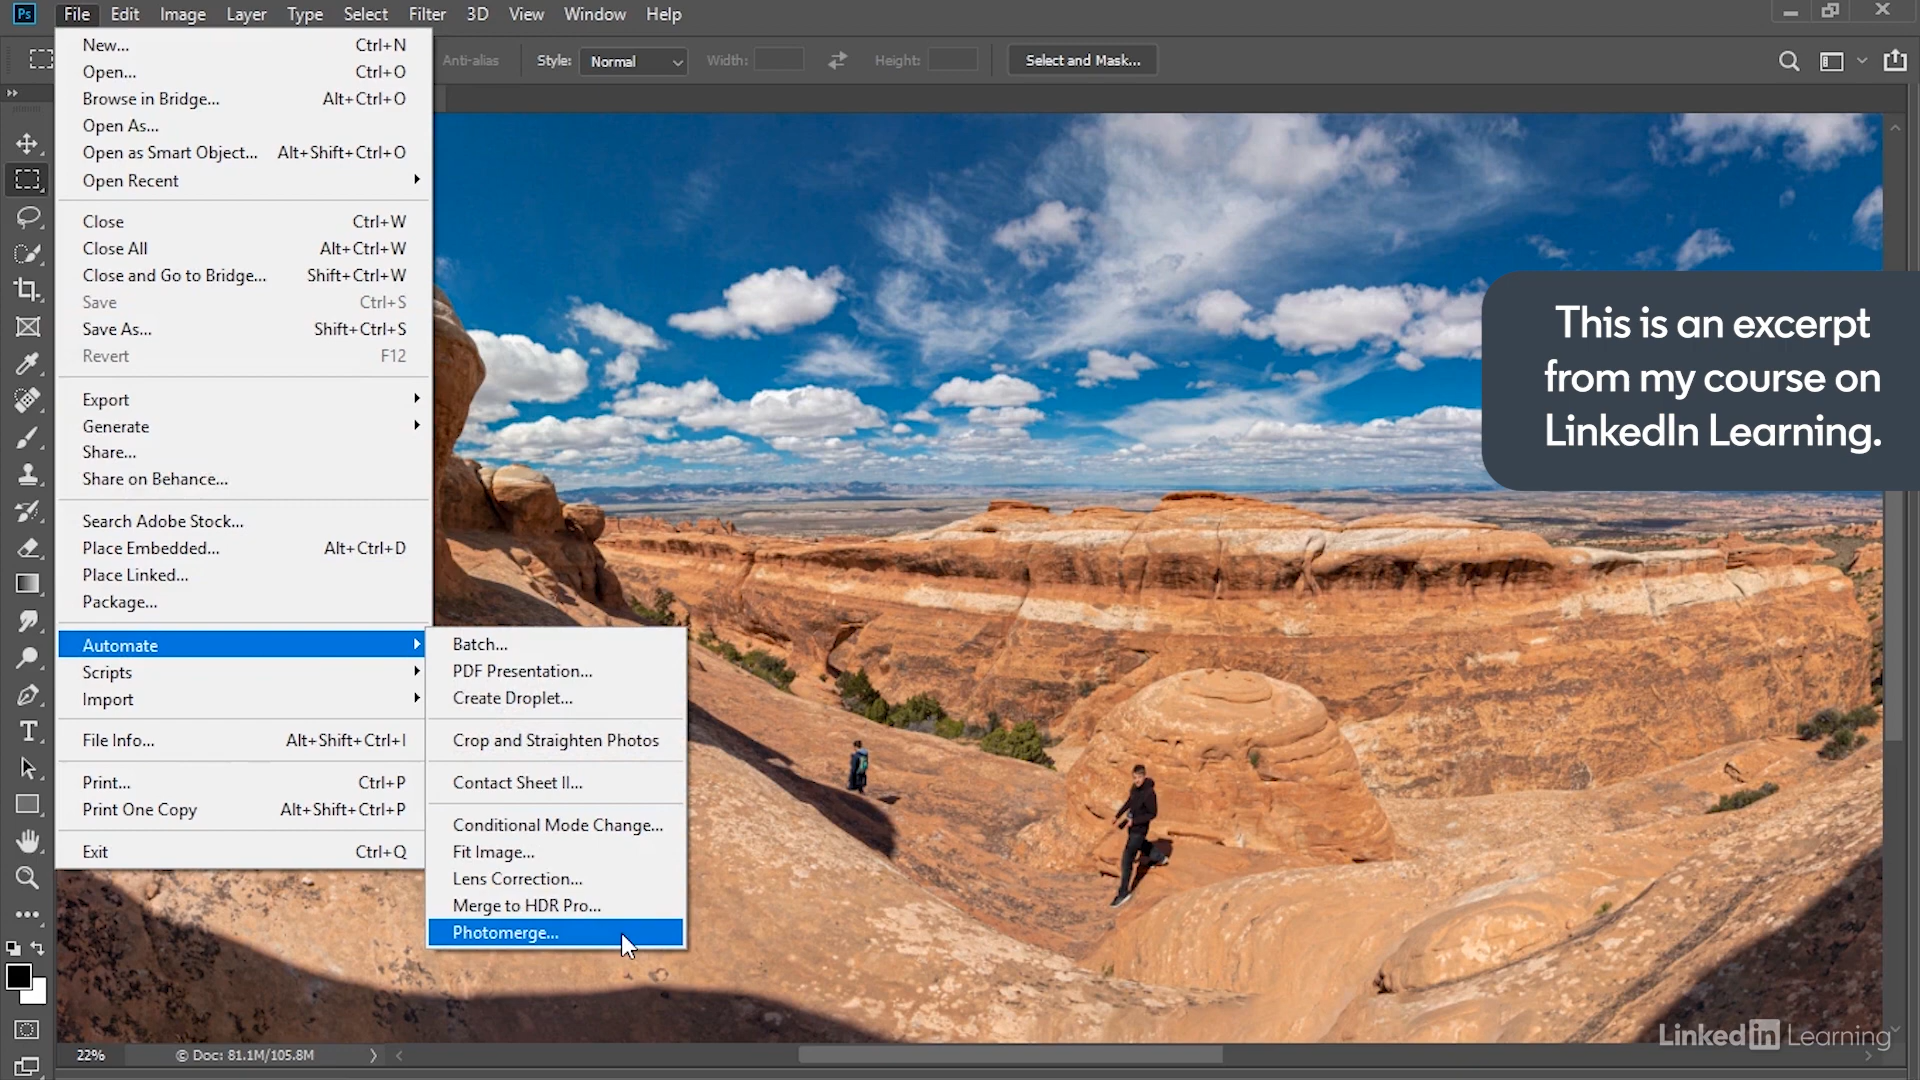 Ps File Edit Image Layer Type Select Filter 3D View Window Help
Anti-alias Style: Normal Width: Height: Select and Mask...
New... Ctrl+N
Open... Ctrl+O
Browse in Bridge... Alt+Ctrl+O
Open As...
Open as Smart Object... Alt+Shift+Ctrl+O
Open Recent
Close Ctrl+W
Close All Alt+Ctrl+W
Close and Go to Bridge... Shift+Ctrl+W
Save Ctrl+S
Save As... Shift+Ctrl+S
Revert F12
Export
Generate
Share...
Share on Behance...
Search Adobe Stock...
Place Embedded... Alt+Ctrl+D
Place Linked...
Package...
Automate
Scripts
Import
File Info... Alt+Shift+Ctrl+I
Print... Ctrl+P
Print One Copy Alt+Shift+Ctrl+P
Exit Ctrl+Q
Batch...
PDF Presentation...
Create Droplet...
Crop and Straighten Photos
Contact Sheet II...
Conditional Mode Change...
Fit Image...
Lens Correction...
Merge to HDR Pro...
Photomerge...
This is an excerpt
from my course on
LinkedIn Learning.
LinkedIn Learning
22% © Doc: 81.1M/105.8M